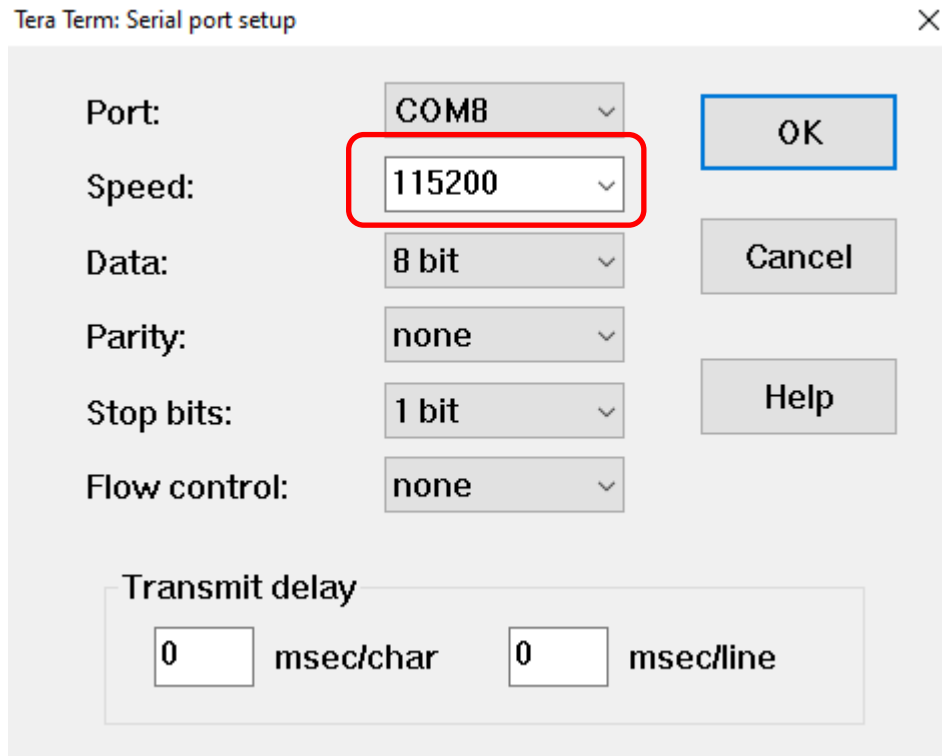 Tera Term: Serial port setup
Port: COM8 OK
Speed: 115200
Data: 8 bit Cancel
Parity: none
Stop bits: 1 bit Help
Flow control: none
Transmit delay
0 msec/char 0 msec/line